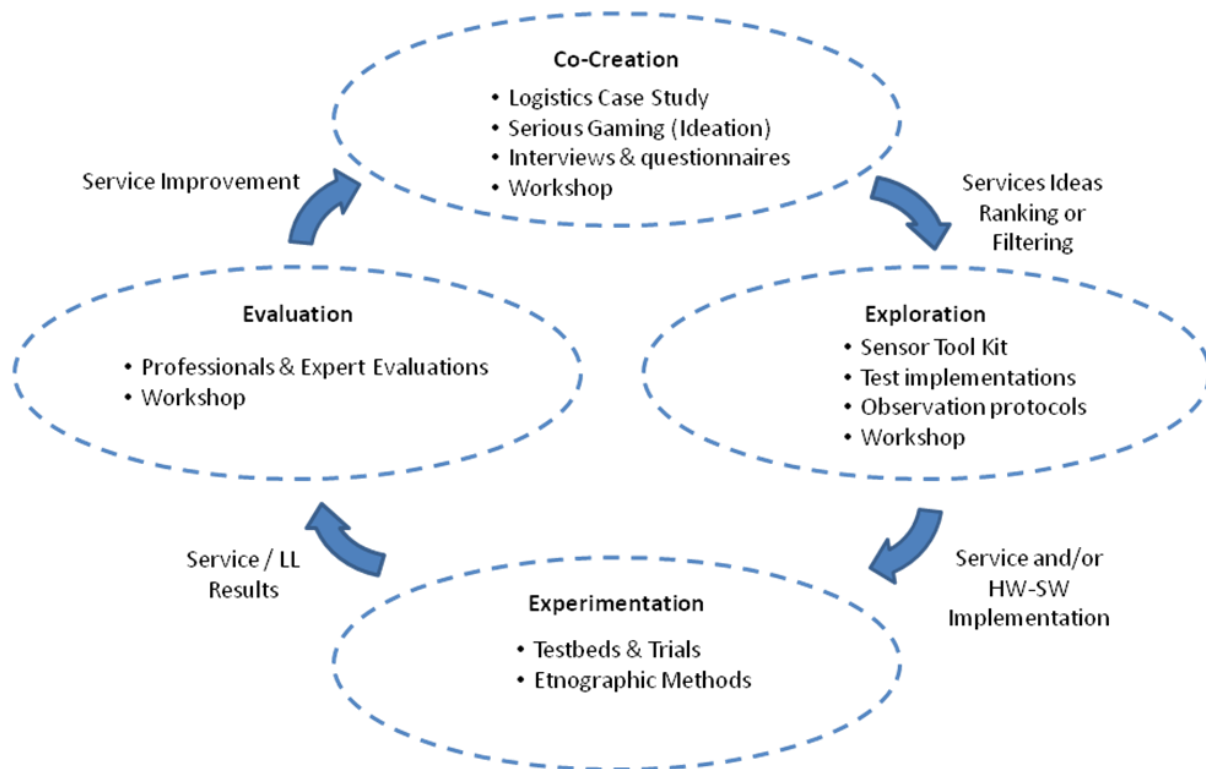 Co-Creation
• Logistics Case Study
• Serious Gaming (Ideation)
• Interviews & questionnaires
• Workshop
Service Improvement
Services Ideas
Ranking or
Filtering
Evaluation
• Professionals & Expert Evaluations
• Workshop
Exploration
• Sensor Tool Kit
• Test implementations
• Observation protocols
• Workshop
Service / LL
Results
Service and/or
HW-SW
Implementation
Experimentation
• Testbeds & Trials
• Etnographic Methods